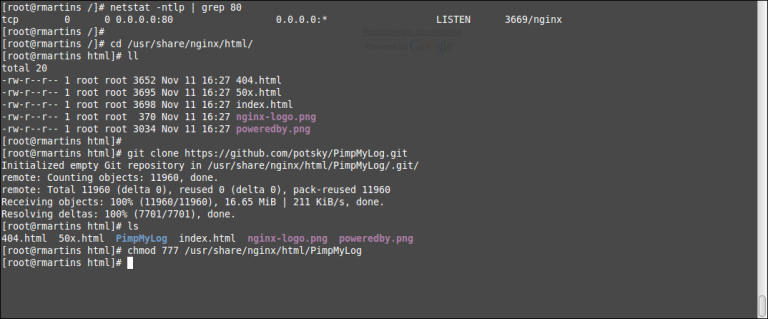 [root@rmartins /]# netstat -ntlp | grep 80
tcp 0 0 0.0.0.0:80 0.0.0.0:* LISTEN 3669/nginx
[root@rmartins /]#
[root@rmartins /]# cd /usr/share/nginx/html/
[root@rmartins html]# ll
total 20
-rw-r--r-- 1 root root 3652 Nov 11 16:27 404.html
-rw-r--r-- 1 root root 3695 Nov 11 16:27 50x.html
-rw-r--r-- 1 root root 3698 Nov 11 16:27 index.html
-rw-r--r-- 1 root root 370 Nov 11 16:27 nginx-logo.png
-rw-r--r-- 1 root root 3034 Nov 11 16:27 poweredby.png
[root@rmartins html]#
[root@rmartins html]# git clone https://github.com/potsky/PimpMyLog.git
Initialized empty Git repository in /usr/share/nginx/html/PimpMyLog/.git/
remote: Counting objects: 11960, done.
remote: Total 11960 (delta 0), reused 0 (delta 0), pack-reused 11960
Receiving objects: 100% (11960/11960), 16.65 MiB | 211 KiB/s, done.
Resolving deltas: 100% (7701/7701), done.
[root@rmartins html]# ls
404.html 50x.html PimpMyLog index.html nginx-logo.png poweredby.png
[root@rmartins html]# chmod 777 /usr/share/nginx/html/PimpMyLog
[root@rmartins html]#